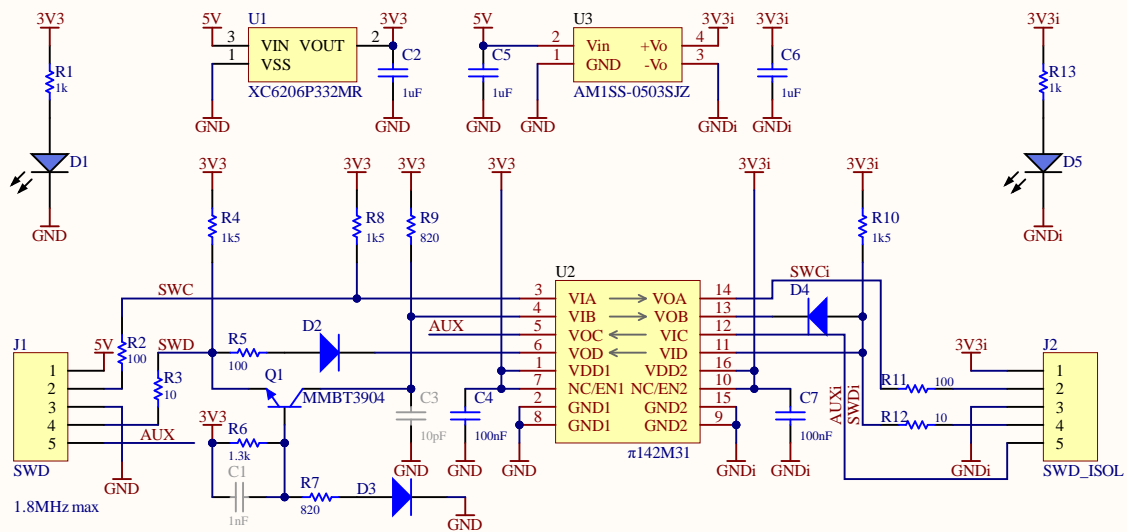 3V3
R1
1k
D1
GND
5V
U1
3V3
3
VIN
VOUT
2
1
VSS
XC6206P332MR
C2
1uF
GND
GND
5V
U3
3V3i
2
Vin
+Vo
4
1
GND
-Vo
3
AM1SS-0503SJZ
C5
1uF
GND
GND
GNDi
3V3i
C6
1uF
GNDi
3V3i
R13
1k
D5
GNDi
3V3
R4
1k5
3V3
R8
1k5
3V3
R9
820
3V3
3V3i
3V3i
R10
1k5
SWC
SWD
R5
100
D2
Q1
MMBT3904
3V3
R6
1.3k
C1
1nF
R7
820
D3
GND
AUX
C3
10pF
GND
C4
100nF
GND
GND
U2
3
VIA
VOA
14
4
VIB
VOB
13
5
VOC
VIC
12
6
VOD
VID
11
1
VDD1
VDD2
16
7
NC/EN1
NC/EN2
10
2
GND1
GND2
15
8
GND1
GND2
9
π142M31
SWCi
D4
C7
100nF
GNDi
GNDi
AUXi
SWDi
R11
100
R12
10
3V3i
GNDi
J2
1
2
3
4
5
SWD_ISOL
J1
5V
1
2
3
4
5
SWD
R2
100
R3
10
AUX
GND
1.8MHz max